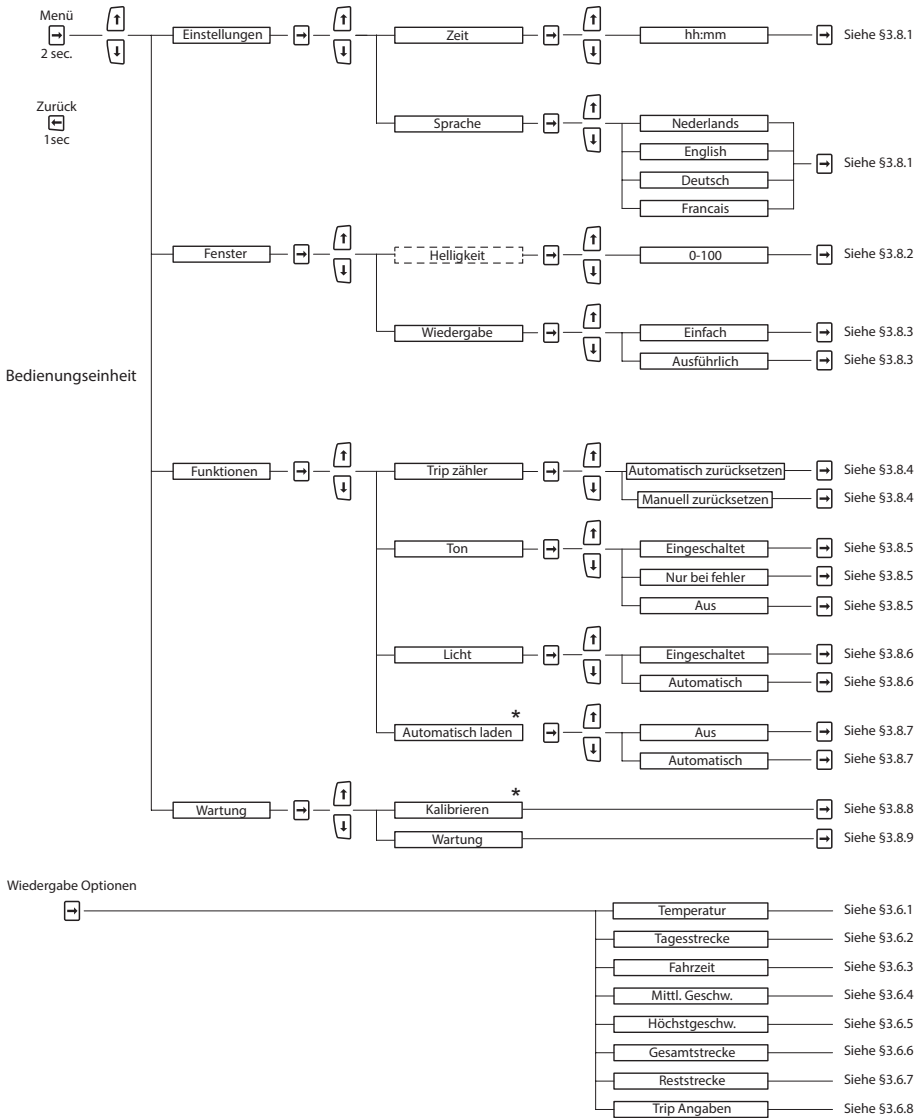 Menü
2 sec.
Einstellungen
Zeit
hh:mm
Siehe §3.8.1
Zurück
1sec
Sprache
Nederlands
English
Deutsch
Francais
Siehe §3.8.1
Fenster
Helligkeit
0-100
Siehe §3.8.2
Wiedergabe
Einfach
Siehe §3.8.3
Ausführlich
Siehe §3.8.3
Bedienungseinheit
Funktionen
Trip zähler
Automatisch zurücksetzen
Siehe §3.8.4
Manuell zurücksetzen
Siehe §3.8.4
Ton
Eingeschaltet
Siehe §3.8.5
Nur bei fehler
Siehe §3.8.5
Aus
Siehe §3.8.5
Licht
Eingeschaltet
Siehe §3.8.6
Automatisch
Siehe §3.8.6
*
Automatisch laden
Aus
Siehe §3.8.7
Automatisch
Siehe §3.8.7
Wartung
*
Kalibrieren
Siehe §3.8.8
Wartung
Siehe §3.8.9
Wiedergabe Optionen
Temperatur
Siehe §3.6.1
Tagesstrecke
Siehe §3.6.2
Fahrzeit
Siehe §3.6.3
Mittl. Geschw.
Siehe §3.6.4
Höchstgeschw.
Siehe §3.6.5
Gesamtstrecke
Siehe §3.6.6
Reststrecke
Siehe §3.6.7
Trip Angaben
Siehe §3.6.8